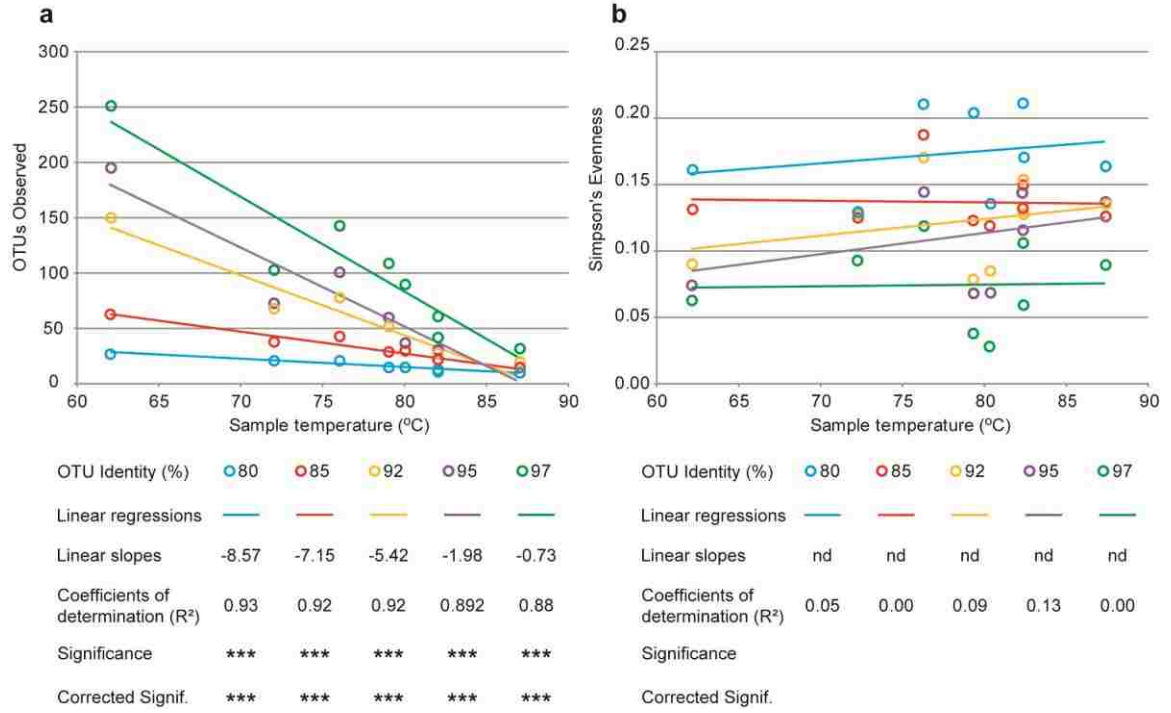 a
300
250
200
150
100
50
0
OTUs Observed
60 65 70 75 80 85 90
Sample temperature (ºC)
OTU Identity (%) 80 85 92 95 97
Linear regressions
Linear slopes -8.57 -7.15 -5.42 -1.98 -0.73
Coefficients of
determination (R²) 0.93 0.92 0.92 0.892 0.88
Significance *** *** *** *** ***
Corrected Signif. *** *** *** *** ***
b
0.25
0.20
0.15
0.10
0.05
0.00
Simpson's Evenness
60 65 70 75 80 85 90
Sample temperature (ºC)
OTU Identity (%) 80 85 92 95 97
Linear regressions
Linear slopes nd nd nd nd nd
Coefficients of
determination (R²) 0.05 0.00 0.09 0.13 0.00
Significance
Corrected Signif.